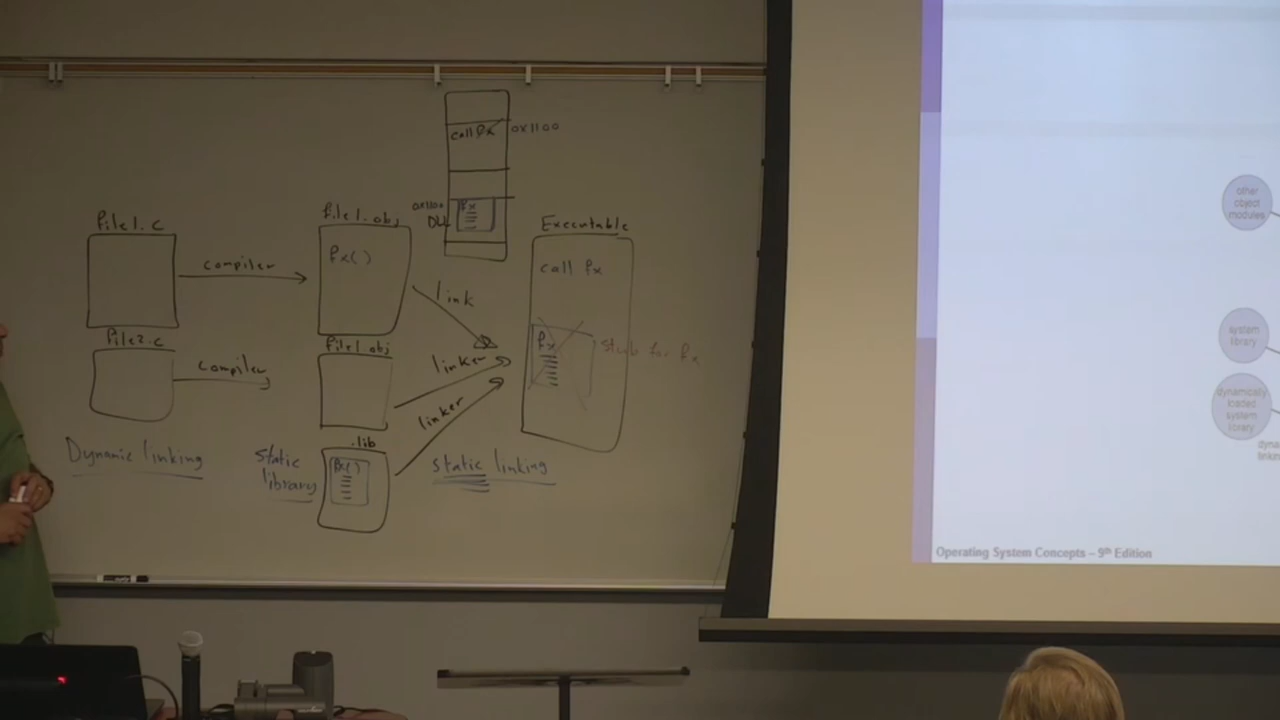 call fx 0x1100
fx
DLL
file1.c
compiler
file1.obj
fx()
link
Executable
call fx
fx
stub for fx
file2.c
compiler
file1.obj
linker
linker
.lib
fx()
Dynamic linking
static
library
static linking
other
object
modules
system
library
dynamically
loaded
system
library
Operating System Concepts – 9th Edition